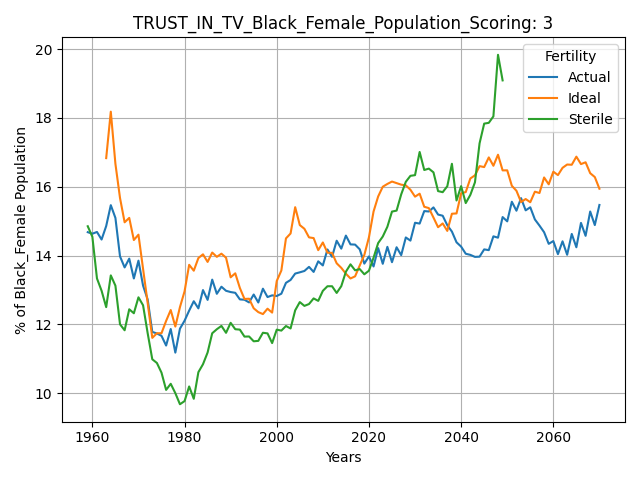 TRUST_IN_TV_Black_Female_Population_Scoring: 3
% of Black_Female Population
20
18
16
14
12
10
Fertility
Actual
Ideal
Sterile
1960
1980
2000
2020
2040
2060
Years